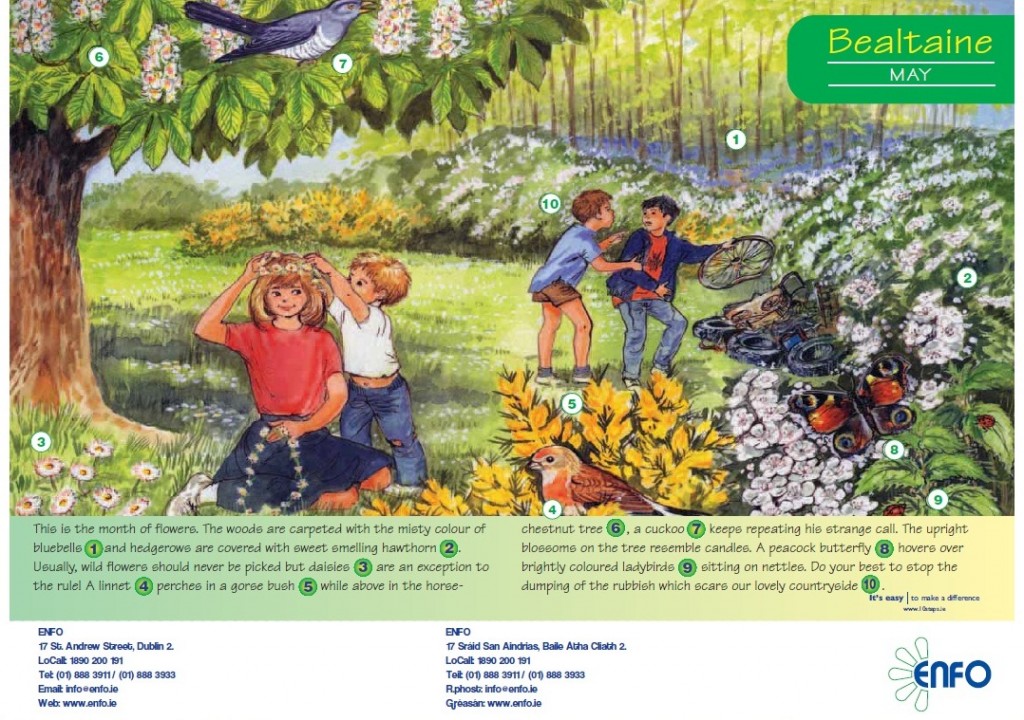 Bealtaine
MAY
6
7
1
10
2
3
5
8
4
9
This is the month of flowers. The woods are carpeted with the misty colour of
bluebells 1 and hedgerows are covered with sweet smelling hawthorn 2.
Usually, wild flowers should never be picked but daisies 3 are an exception to
the rule! A linnet 4 perches in a gorse bush 5 while above in the horse-
chestnut tree 6, a cuckoo 7 keeps repeating his strange call. The upright
blossoms on the tree resemble candles. A peacock butterfly 8 hovers over
brightly coloured ladybirds 9 sitting on nettles. Do your best to stop the
dumping of the rubbish which scars our lovely countryside 10.
It's easy | to make a difference
www.10steps.ie
ENFO
17 St. Andrew Street, Dublin 2.
LoCall: 1890 200 191
Tel: (01) 888 3911 / (01) 888 3933
Email: info@enfo.ie
Web: www.enfo.ie
ENFO
17 Sráid San Aindrias, Baile Átha Cliath 2.
LoCall: 1890 200 191
Teil: (01) 888 3911 / (01) 888 3933
R.phost: info@enfo.ie
Gréasán: www.enfo.ie
ENFO